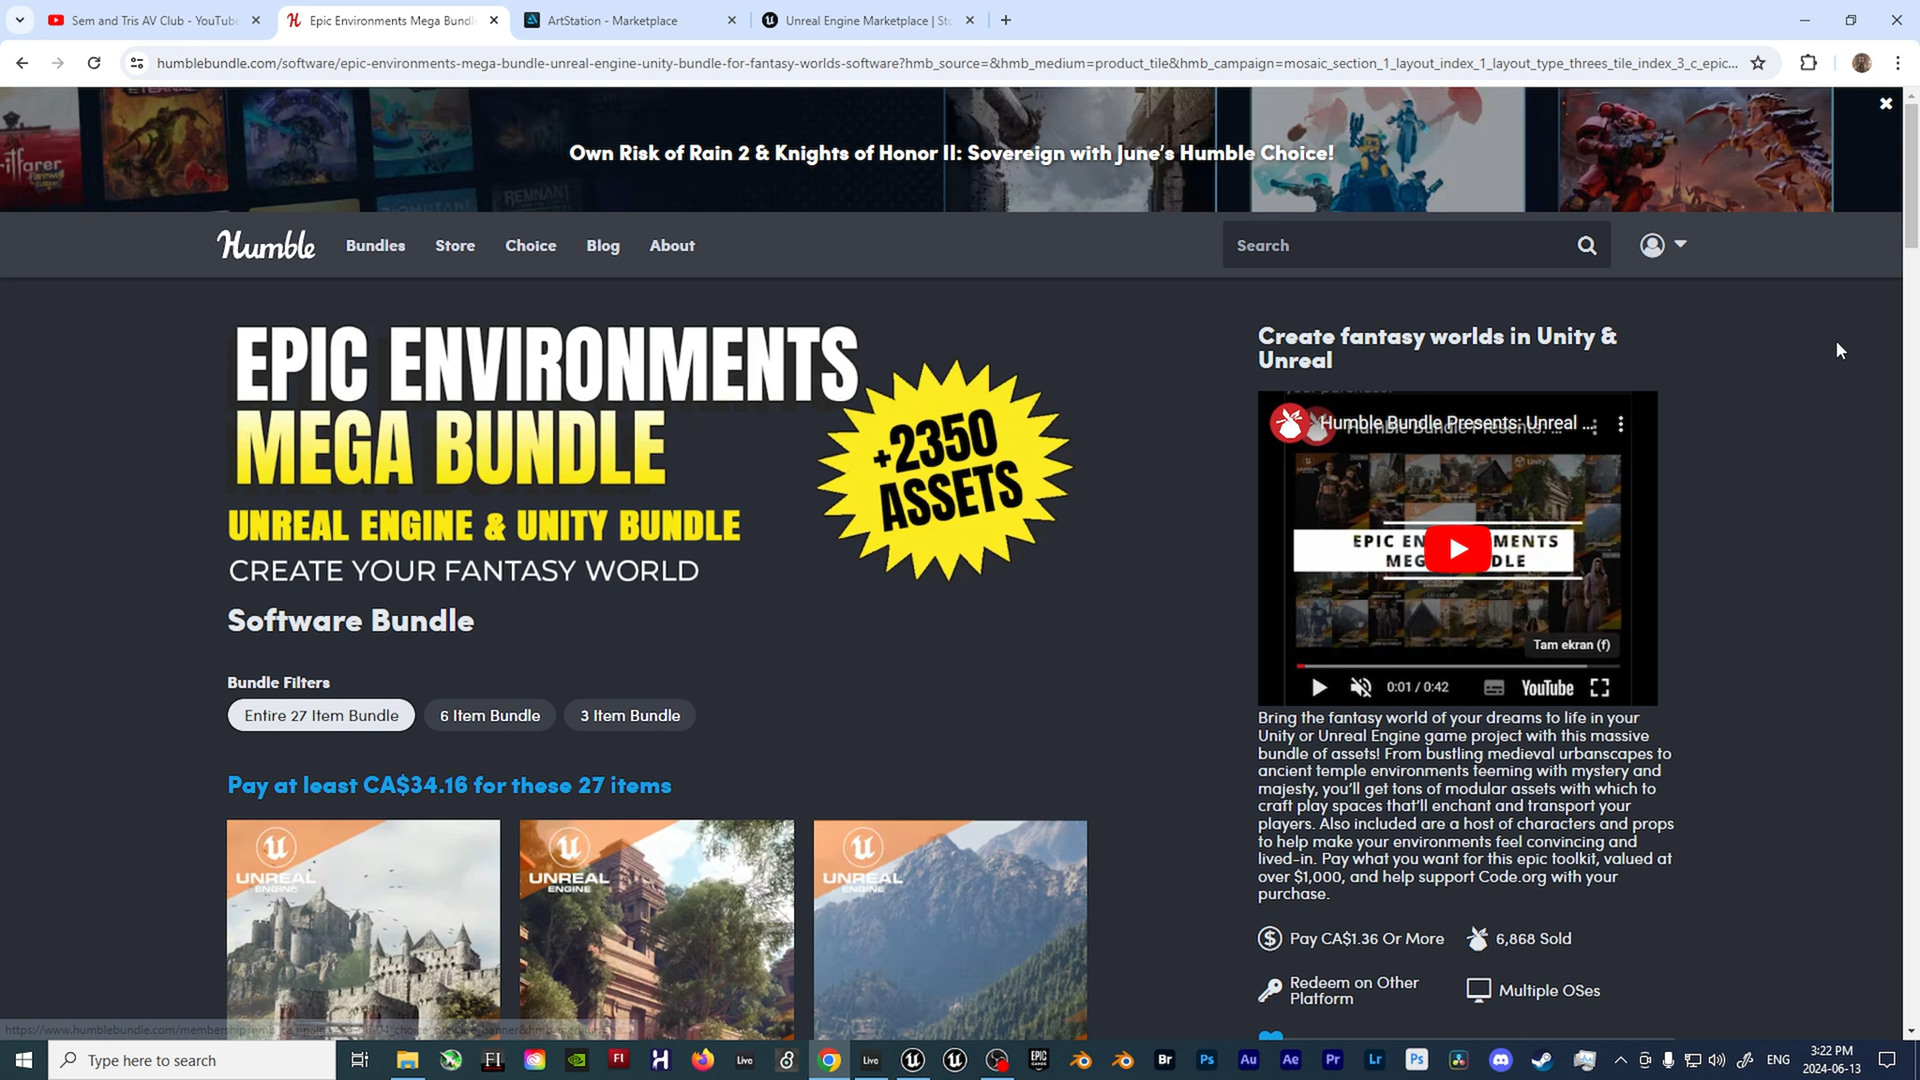 Sem and Tris AV Club - YouTube
Epic Environments Mega Bundle
ArtStation - Marketplace
Unreal Engine Marketplace | Sto
humblebundle.com/software/epic-environments-mega-bundle-unreal-engine-unity-bundle-for-fantasy-worlds-software?hmb_source=&hmb_medium=product_tile&hmb_campaign=mosaic_section_1_layout_index_1_layout_type_threes_tile_index_3_c_epic...
Own Risk of Rain 2 & Knights of Honor II: Sovereign with June's Humble Choice!
ETERNAL
REMNANT
Humble
Bundles
Store
Choice
Blog
About
Search
EPIC ENVIRONMENTS
MEGA BUNDLE
+2350
ASSETS
UNREAL ENGINE & UNITY BUNDLE
CREATE YOUR FANTASY WORLD
Software Bundle
Bundle Filters
Entire 27 Item Bundle
6 Item Bundle
3 Item Bundle
Pay at least CA$34.16 for these 27 items
UNREAL
ENGINE
UNREAL
ENGINE
UNREAL
ENGINE
Create fantasy worlds in Unity &
Unreal
Humble Bundle Presents: Unreal ...
Tam ekran (f)
0:01 / 0:42
YouTube
Bring the fantasy world of your dreams to life in your
Unity or Unreal Engine game project with this massive
bundle of assets! From bustling medieval urbanscapes to
ancient temple environments teeming with mystery and
majesty, you'll get tons of modular assets with which to
craft play spaces that'll enchant and transport your
players. Also included are a host of characters and props
to help make your environments feel convincing and
lived-in. Pay what you want for this epic toolkit, valued at
over $1,000, and help support Code.org with your
purchase.
Pay CA$1.36 Or More
6,868 Sold
Redeem on Other
Platform
Multiple OSes
Type here to search
ENG
3:22 PM
2024-06-13